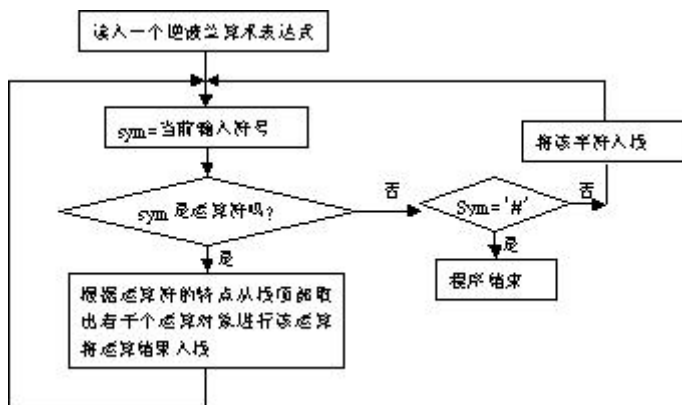 读入一个逆波兰算术表达式
sym=当前输入符号
将该字符入栈
sym是运算符吗?
否
Sym='#'
否
是
是
根据运算符的特点从栈顶部取
出若干个运算对象进行该运算
将运算结果入栈
程序结束